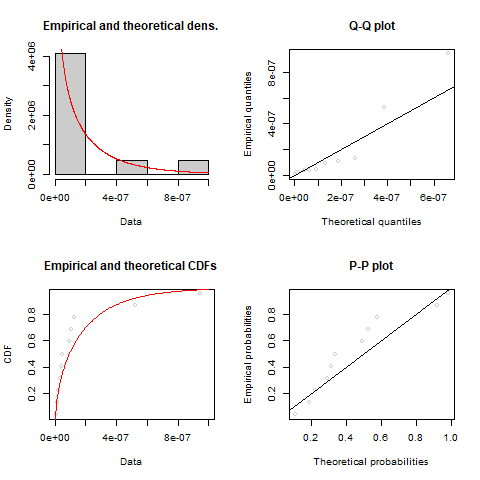 Empirical and theoretical dens.
Density
0e+00 2e+06 4e+06
0e+00 4e-07 8e-07
Data
Q-Q plot
Empirical quantiles
0e+00 4e-07 8e-07
0e+00 2e-07 4e-07 6e-07
Theoretical quantiles
Empirical and theoretical CDFs
CDF
0.2 0.4 0.6 0.8
0e+00 4e-07 8e-07
Data
P-P plot
Empirical probabilities
0.2 0.4 0.6 0.8
0.2 0.4 0.6 0.8 1.0
Theoretical probabilities